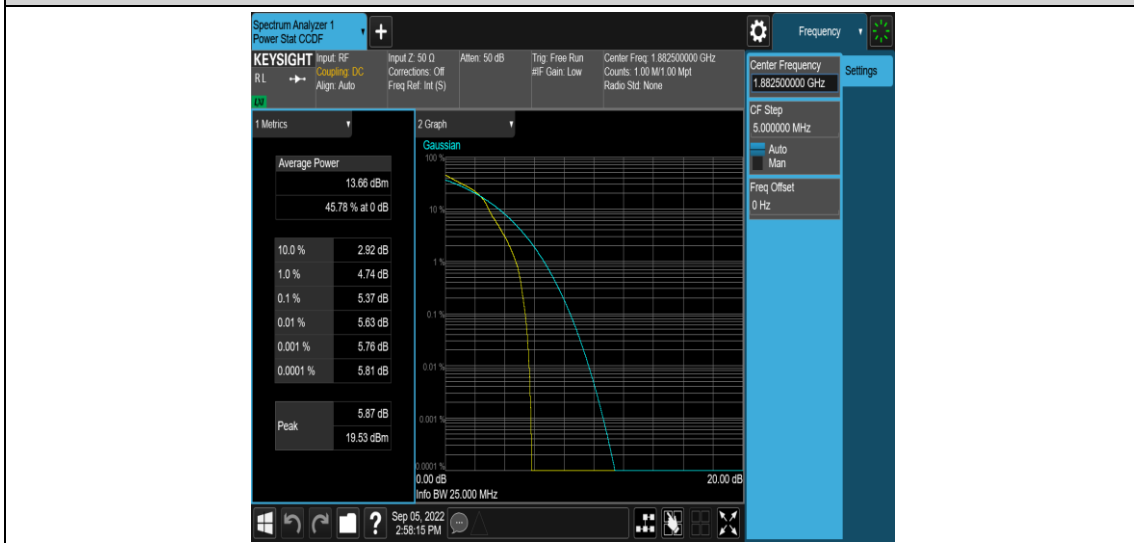 Spectrum Analyzer 1
Power Stat CCDF
+
Frequency
KEYSIGHT
RL
LXI
Input: RF
Coupling: DC
Align: Auto
Input Z: 50 Ω
Corrections: Off
Freq Ref: Int (S)
Atten: 50 dB
Trig: Free Run
#IF Gain: Low
Center Freq: 1.882500000 GHz
Counts: 1.00 M/1.00 Mpt
Radio Std: None
Center Frequency
1.882500000 GHz
Settings
CF Step
5.000000 MHz
Auto
Man
Freq Offset
0 Hz
1 Metrics
Average Power
13.66 dBm
45.78 % at 0 dB
10.0 % 2.92 dB
1.0 % 4.74 dB
0.1 % 5.37 dB
0.01 % 5.63 dB
0.001 % 5.76 dB
0.0001 % 5.81 dB
Peak
5.87 dB
19.53 dBm
2 Graph
Gaussian
100 %
10 %
1 %
0.1 %
0.01 %
0.001 %
0.0001 %
0.00 dB 20.00 dB
Info BW 25.000 MHz
?
Sep 05, 2022
2:58:15 PM